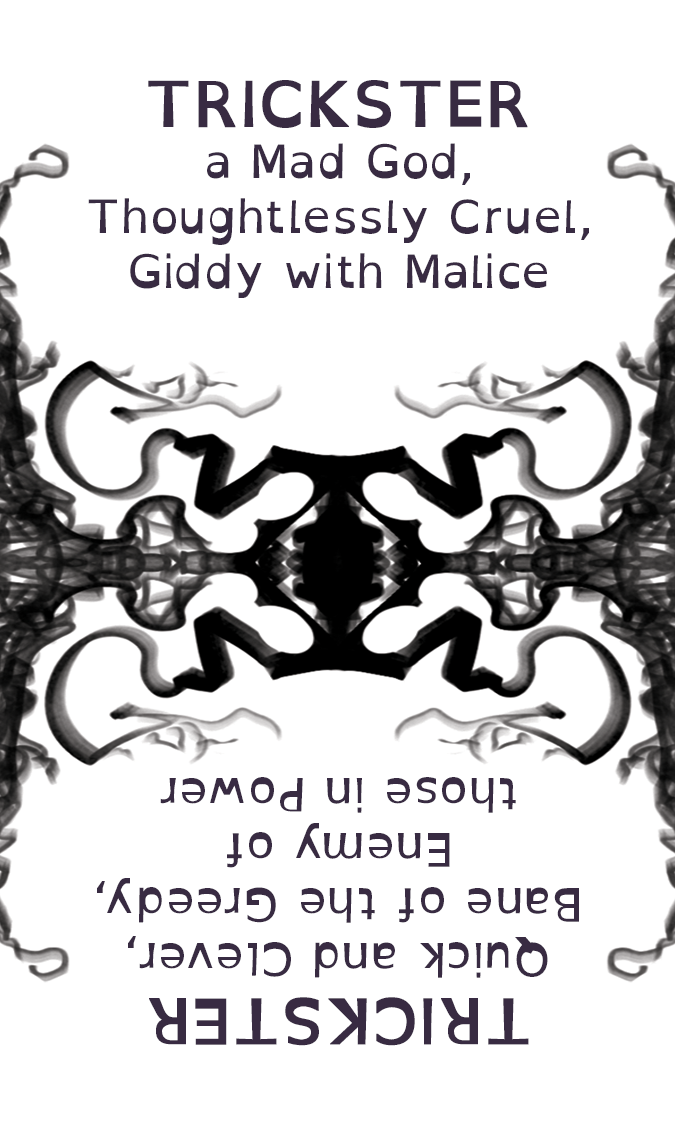 TRICKSTER
a Mad God,
Thoughtlessly Cruel,
Giddy with Malice
TRICKSTER
Quick and Clever,
Bane of the Greedy,
Enemy of
those in Power